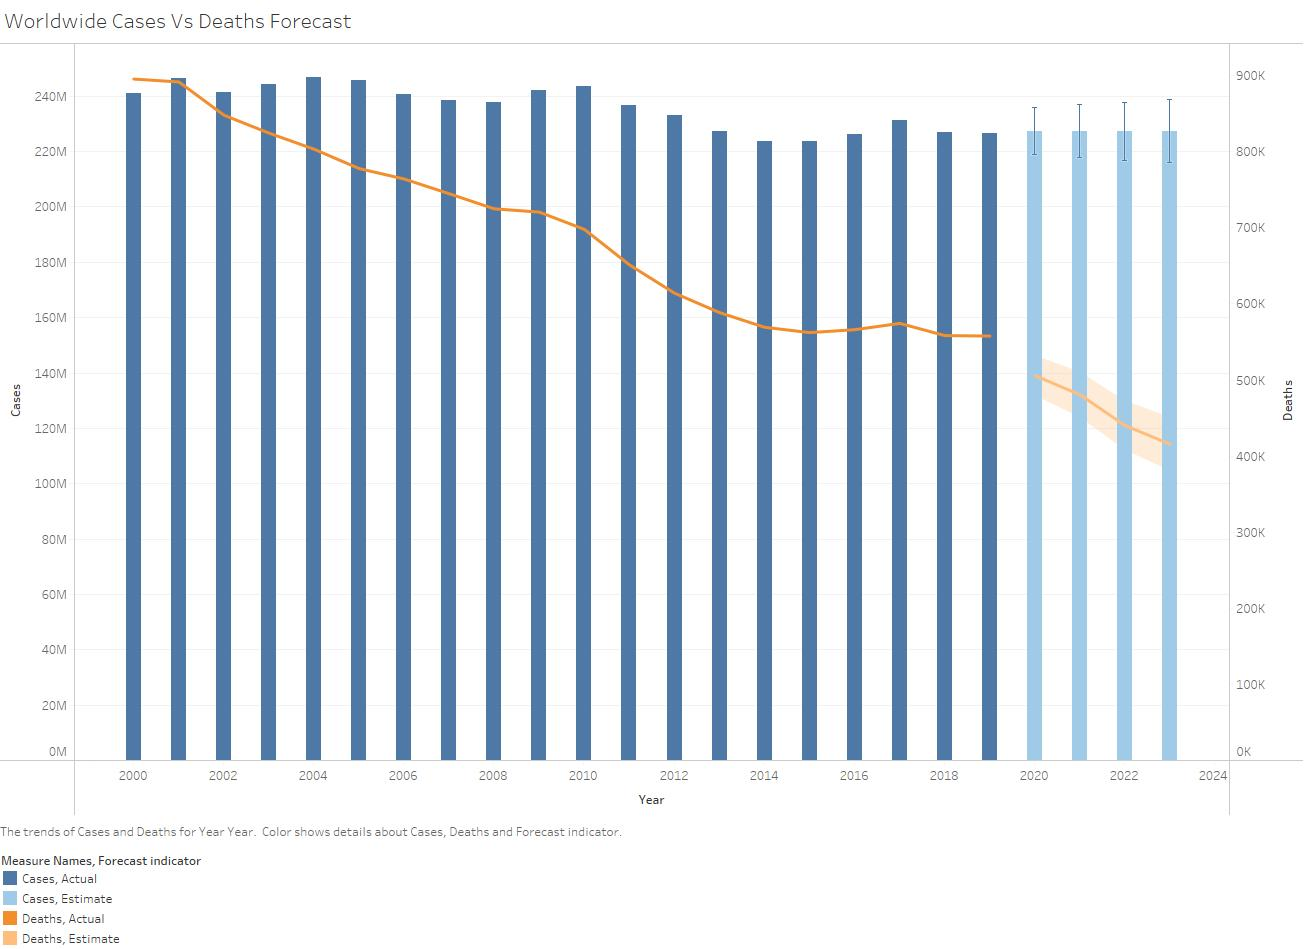 Worldwide Cases Vs Deaths Forecast
240M
220M
200M
180M
160M
140M
120M
100M
80M
60M
40M
20M
0M
Cases
900K
800K
700K
600K
500K
400K
300K
200K
100K
0K
Deaths
2000 2002 2004 2006 2008 2010 2012 2014 2016 2018 2020 2022 2024
Year
The trends of Cases and Deaths for Year Year. Color shows details about Cases, Deaths and Forecast indicator.
Measure Names, Forecast indicator
Cases, Actual
Cases, Estimate
Deaths, Actual
Deaths, Estimate